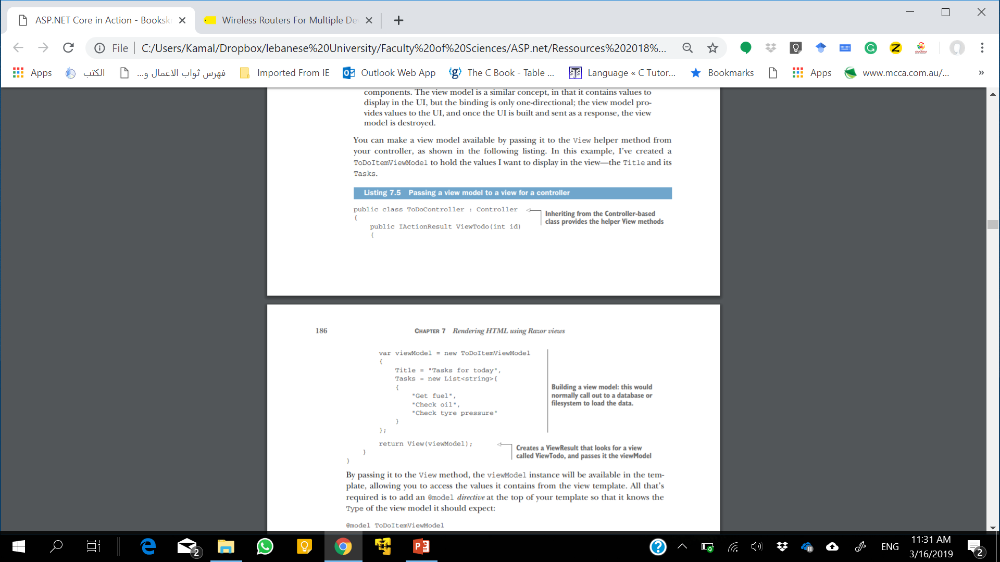 ASP.NET Core in Action - Booksk
Wireless Routers For Multiple De
File
C:/Users/Kamal/Dropbox/lebanese%20University/Faculty%20of%20Sciences/ASP.net/Ressources%202018%...
Apps
الكتب
فهرس ثواب الاعمال و...
Imported From IE
Outlook Web App
The C Book - Table ...
Language « C Tutor...
Bookmarks
Apps
www.mcca.com.au/...
components. The view model is a similar concept, in that it contains values to
display in the UI, but the binding is only one-directional; the view model pro-
vides values to the UI, and once the UI is built and sent as a response, the view
model is destroyed.
You can make a view model available by passing it to the View helper method from
your controller, as shown in the following listing. In this example, I've created a
ToDoItemViewModel to hold the values I want to display in the view—the Title and its
Tasks.
Listing 7.5 Passing a view model to a view for a controller
public class ToDoController : Controller
{
public IActionResult ViewTodo(int id)
{
Inheriting from the Controller-based
class provides the helper View methods
186
CHAPTER 7 Rendering HTML using Razor views
var viewModel = new ToDoItemViewModel
{
Title = "Tasks for today",
Tasks = new List<string>{
{
"Get fuel",
"Check oil",
"Check tyre pressure"
}
};
Building a view model: this would
normally call out to a database or
filesystem to load the data.
return View(viewModel);
}
}
Creates a ViewResult that looks for a view
called ViewTodo, and passes it the viewModel
By passing it to the View method, the viewModel instance will be available in the tem-
plate, allowing you to access the values it contains from the view template. All that's
required is to add an @model directive at the top of your template so that it knows the
Type of the view model it should expect:
@model ToDoItemViewModel
2
ENG
11:31 AM
3/16/2019
2